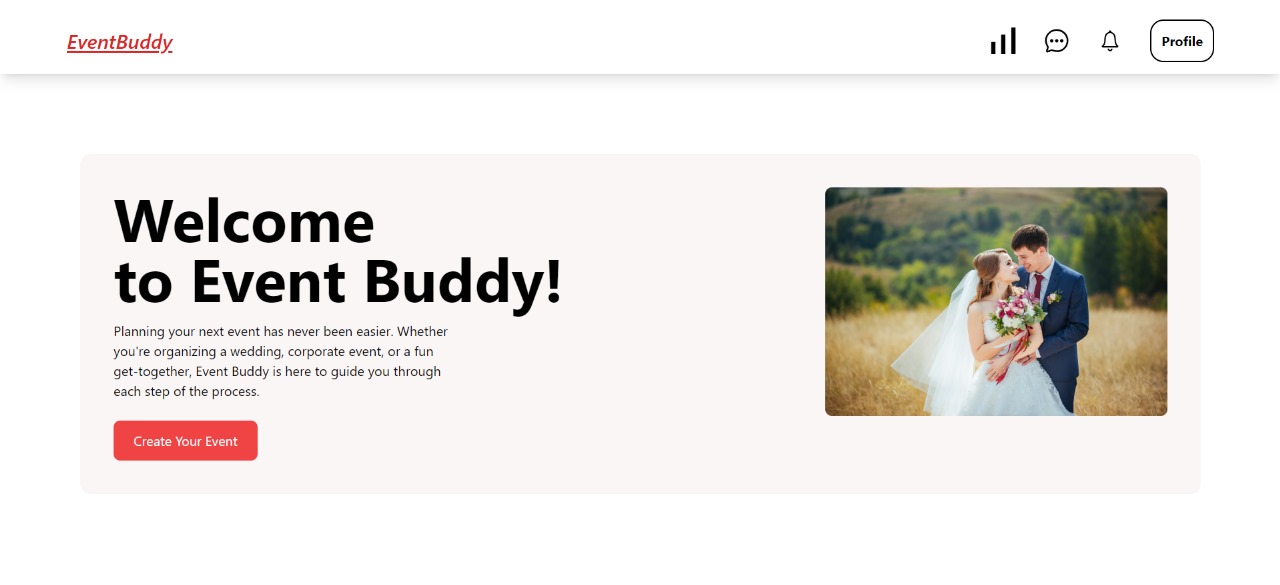 EventBuddy
Profile
Welcome
to Event Buddy!
Planning your next event has never been easier. Whether
you're organizing a wedding, corporate event, or a fun
get-together, Event Buddy is here to guide you through
each step of the process.
Create Your Event